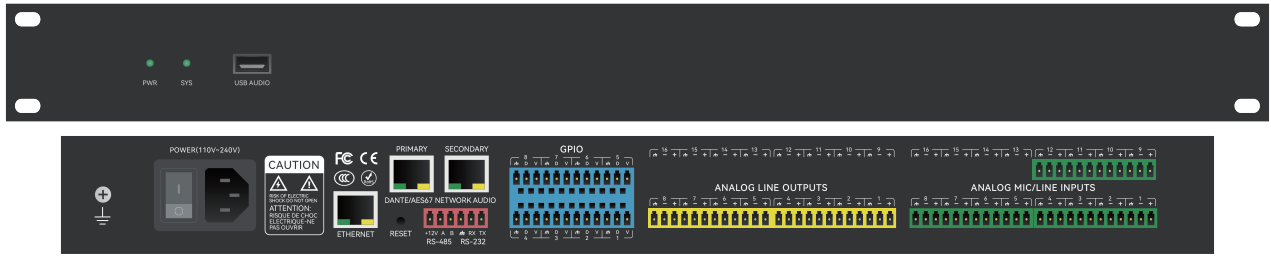 PWR SYS USB AUDIO
POWER(110V~240V)
CAUTION
RISK OF ELECTRIC
SHOCK DO NOT OPEN
ATTENTION:
RISQUE DE CHOC
ELECTRIQUE-NE
PAS OUVRIR
FC CE
CCC
ETHERNET
PRIMARY SECONDARY
DANTE/AES67 NETWORK AUDIO
RESET
+12V A B RX TX
RS-485 RS-232
GPIO
8 7 6 5
D V D V D V D V
D V D V D V D V
4 3 2 1
16 15 14 13 12 11 10 9
- + - + - + - + - + - + - + - +
ANALOG LINE OUTPUTS
8 7 6 5 4 3 2 1
- + - + - + - + - + - + - + - +
16 15 14 13 12 11 10 9
- + - + - + - + - + - + - + - +
ANALOG MIC/LINE INPUTS
8 7 6 5 4 3 2 1
- + - + - + - + - + - + - + - +